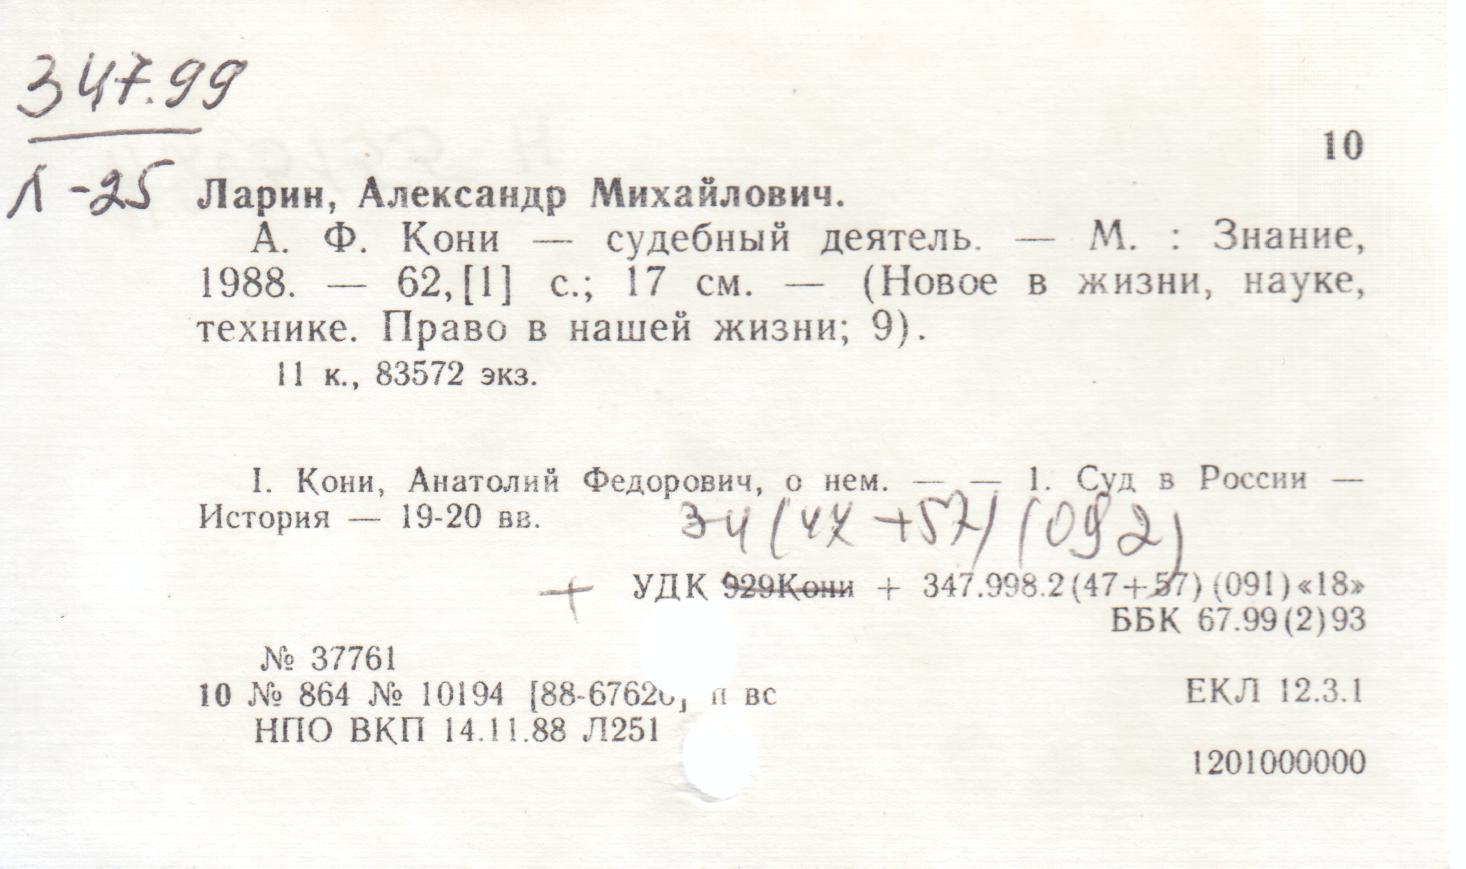 347.99
10
Л-25 Ларин, Александр Михайлович.
А. Ф. Кони — судебный деятель. — М. : Знание,
1988. — 62,[1] с.; 17 см. — (Новое в жизни, науке,
технике. Право в нашей жизни; 9).
11 к., 83572 экз.
I. Кони, Анатолий Федорович, о нем. — — 1. Суд в России —
История — 19-20 вв.
34(47+57)(092)
+ УДК 929Кони + 347.998.2(47+57)(091)«18»
ББК 67.99(2)93
№ 37761
10 № 864 № 10194 вс
ЕКЛ 12.3.1
НПО ВКП 14.11.88 Л251
1201000000